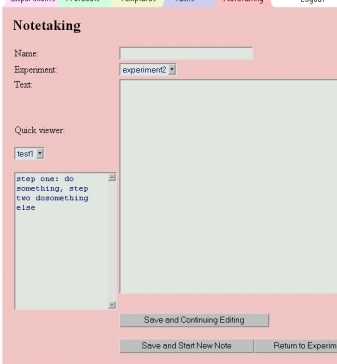 Experiments Protocols Templates Tasks Notetaking Logout
Notetaking
Name:
Experiment:
experiment2
Text:
Quick viewer:
test1
step one: do
something, step
two dosomething
else
Save and Continuing Editing
Save and Start New Note
Return to Experim